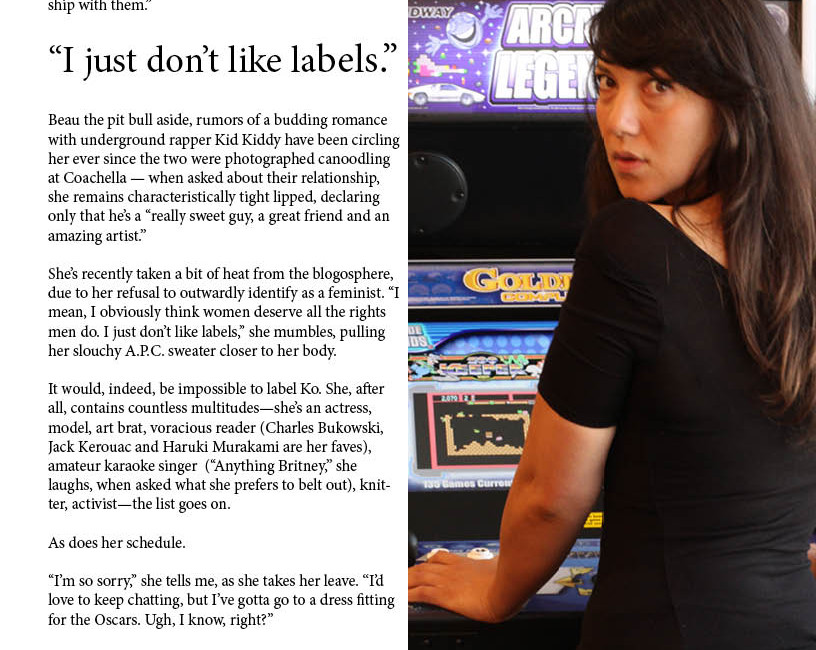 ship with them.”
“I just don’t like labels.”
Beau the pit bull aside, rumors of a budding romance
with underground rapper Kid Kiddy have been circling
her ever since the two were photographed canoodling
at Coachella — when asked about their relationship,
she remains characteristically tight lipped, declaring
only that he’s a “really sweet guy, a great friend and an
amazing artist.”
She’s recently taken a bit of heat from the blogosphere,
due to her refusal to outwardly identify as a feminist. “I
mean, I obviously think women deserve all the rights
men do. I just don’t like labels,” she mumbles, pulling
her slouchy A.P.C. sweater closer to her body.
It would, indeed, be impossible to label Ko. She, after
all, contains countless multitudes—she’s an actress,
model, art brat, voracious reader (Charles Bukowski,
Jack Kerouac and Haruki Murakami are her faves),
amateur karaoke singer  (“Anything Britney,” she
laughs, when asked what she prefers to belt out), knit-
ter, activist—the list goes on.
As does her schedule.
“I’m so sorry,” she tells me, as she takes her leave. “I’d
love to keep chatting, but I’ve gotta go to a dress fitting
for the Oscars. Ugh, I know, right?”
DWAY
ARCA
LEGEN
GOLD
COMPL
135 Games Curren